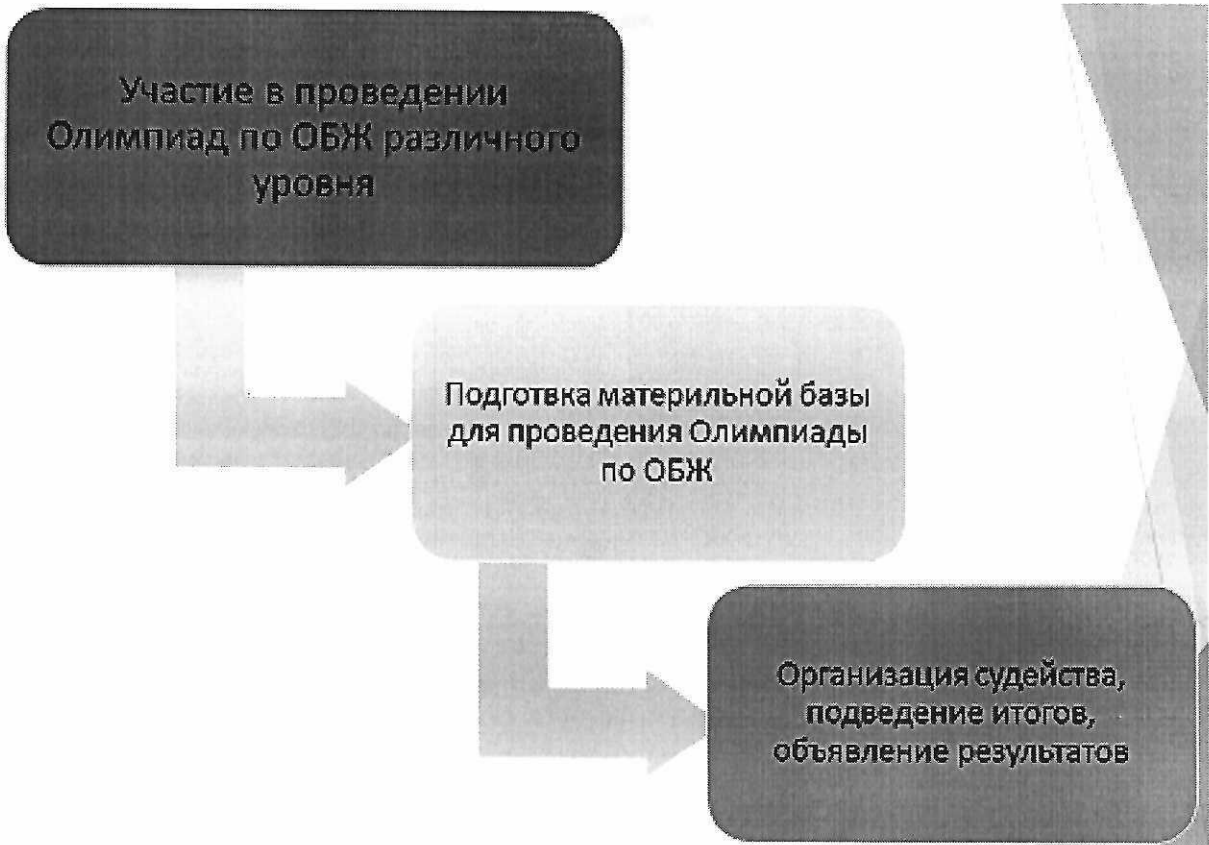 Участие в проведении
Олимпиад по ОБЖ различного
уровня
Подготвка материльной базы
для проведения Олимпиады
по ОБЖ
Организация судейства,
подведение итогов,
объявление результатов